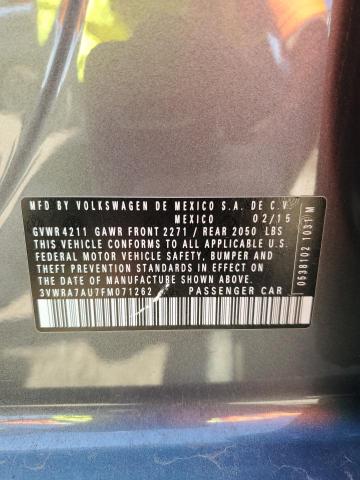 MFD BY VOLKSWAGEN DE MEXICO S.A. DE C.V.
MEXICO 02/15
GVWR 4211 GAWR FRONT 2271 / REAR 2050 LBS
THIS VEHICLE CONFORMS TO ALL APPLICABLE U.S.
FEDERAL MOTOR VEHICLE SAFETY, BUMPER AND
THEFT PREVENTION STANDARDS IN EFFECT ON THE
DATE OF MANUFACTURE SHOWN ABOVE.
3VWRA7AU7FM071262 PASSENGER CAR
0538102 1031 M